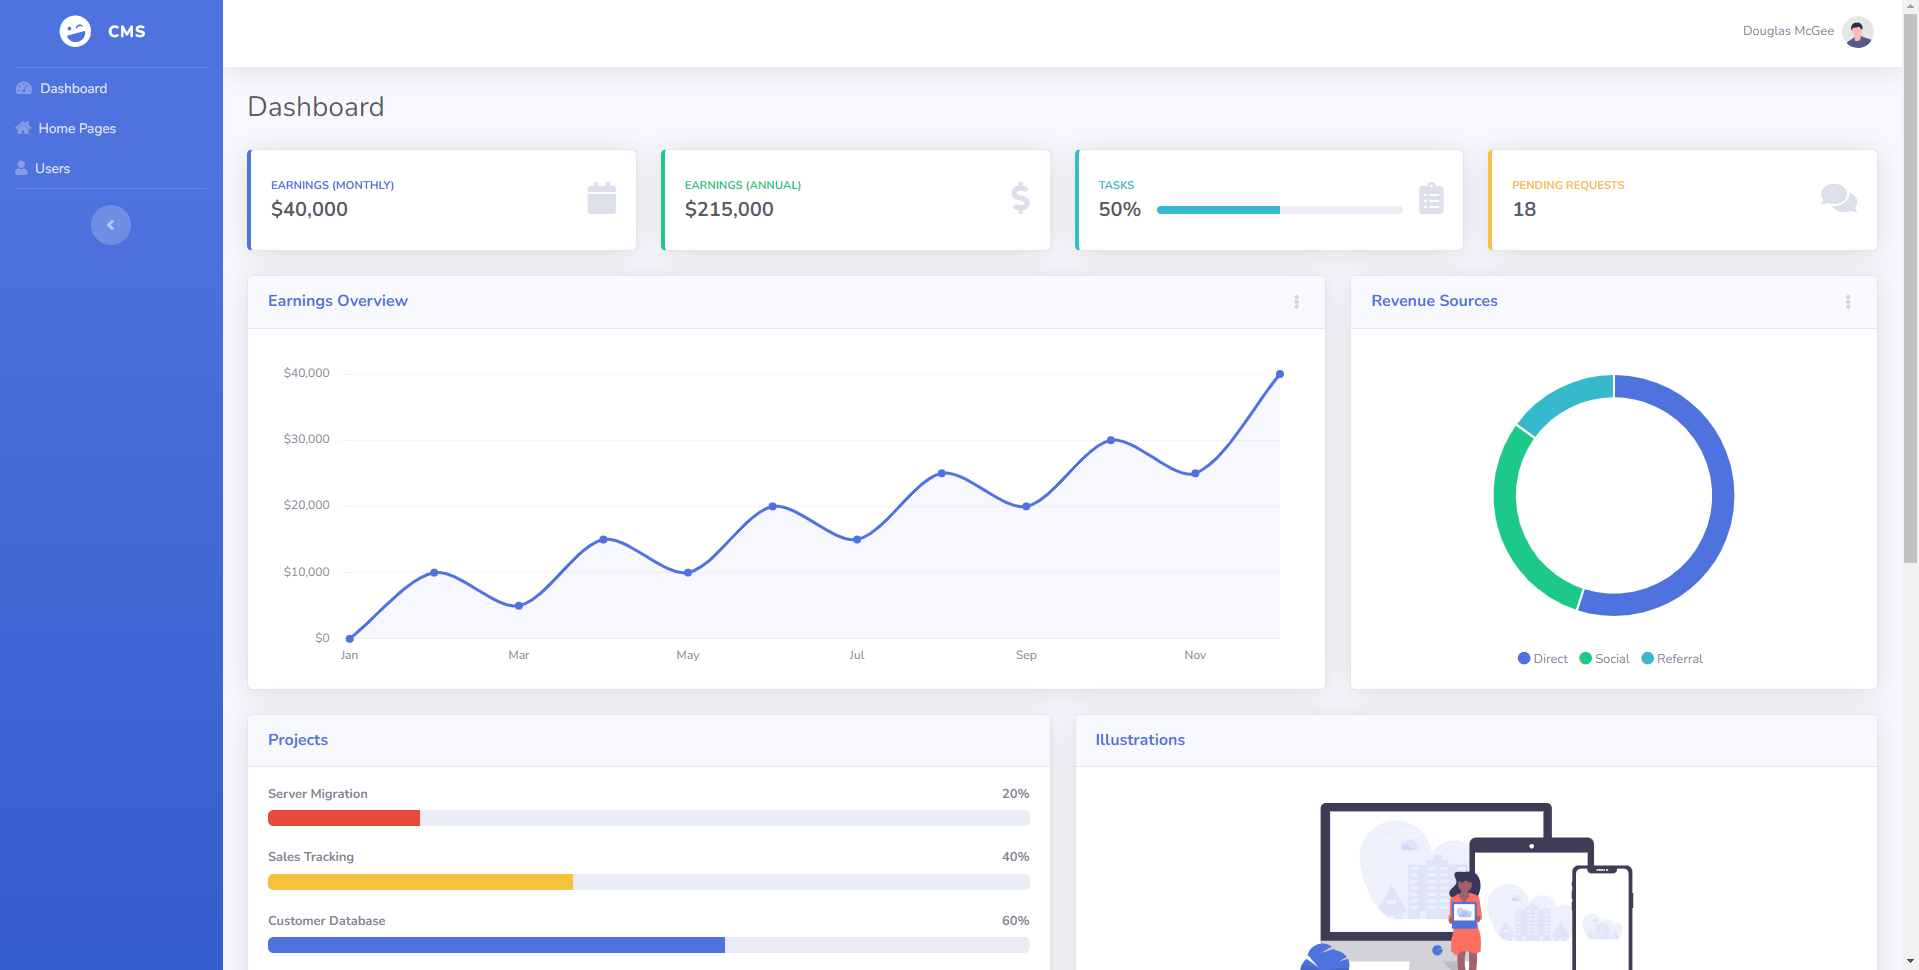 CMS
Douglas McGee
Dashboard
Home Pages
Users
Dashboard
EARNINGS (MONTHLY)
$40,000
EARNINGS (ANNUAL)
$215,000
TASKS
50%
PENDING REQUESTS
18
Earnings Overview
$40,000
$30,000
$20,000
$10,000
$0
Jan Mar May Jul Sep Nov
Revenue Sources
Direct Social Referral
Projects
Server Migration 20%
Sales Tracking 40%
Customer Database 60%
Illustrations